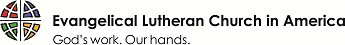 Evangelical Lutheran Church in America
God's work. Our hands.